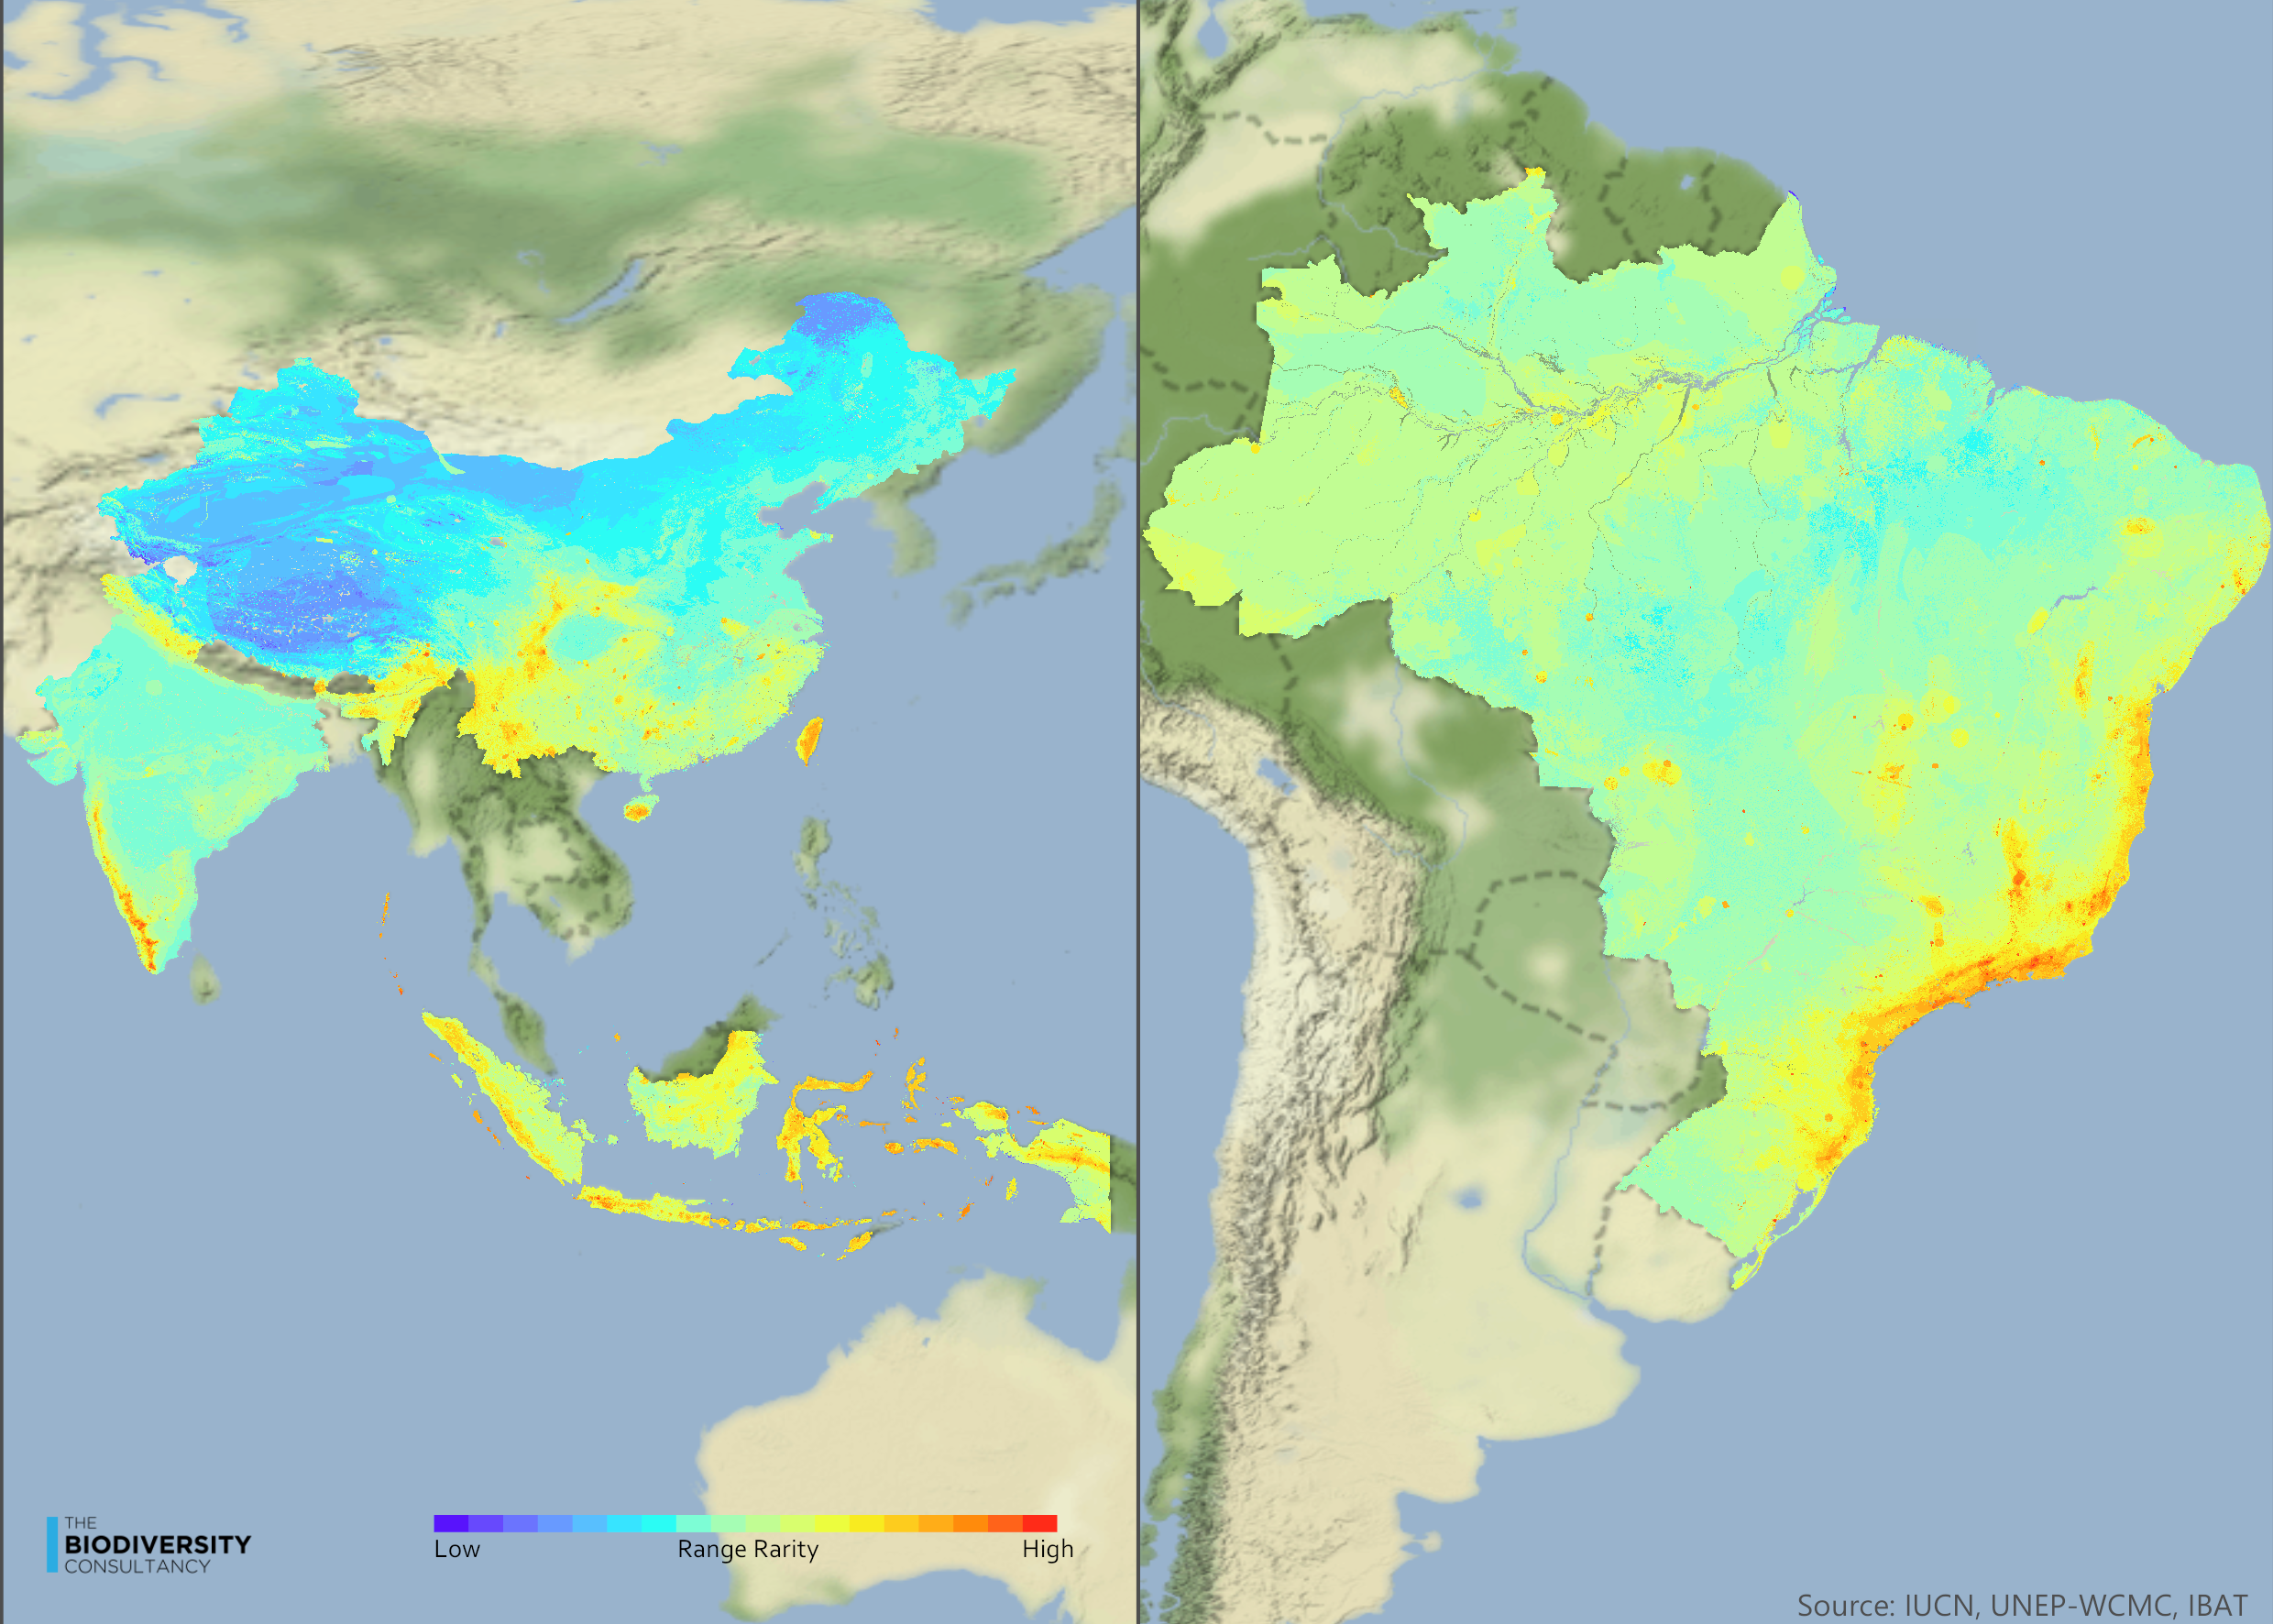 THE
BIODIVERSITY
CONSULTANCY
Low Range Rarity High
Source: IUCN, UNEP-WCMC, IBAT